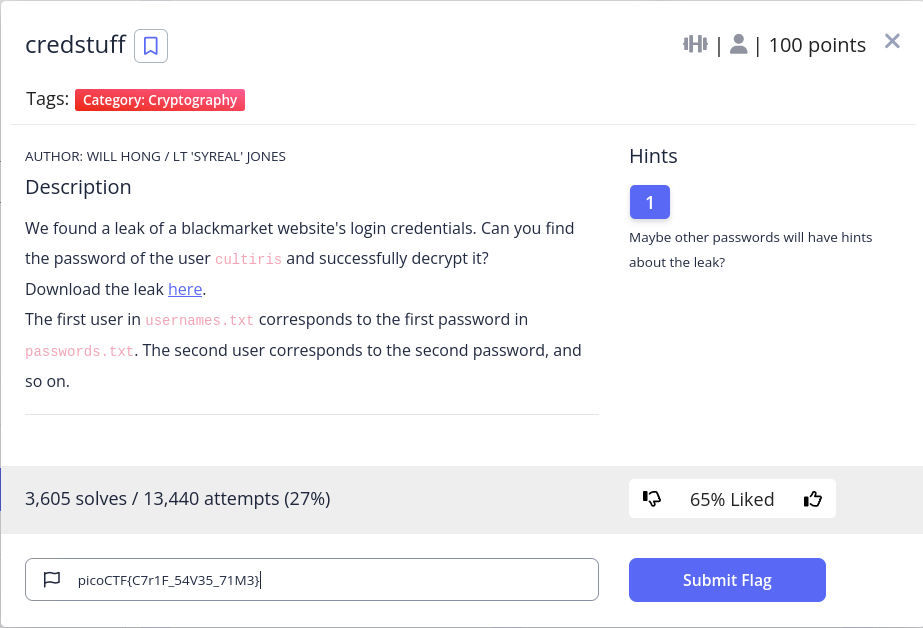 credstuff
| | 100 points
Tags: Category: Cryptography
AUTHOR: WILL HONG / LT 'SYREAL' JONES
Description
We found a leak of a blackmarket website's login credentials. Can you find
the password of the user cultiris and successfully decrypt it?
Download the leak here.
The first user in usernames.txt corresponds to the first password in
passwords.txt. The second user corresponds to the second password, and
so on.
Hints
1
Maybe other passwords will have hints
about the leak?
3,605 solves / 13,440 attempts (27%)
65% Liked
picoCTF{C7r1F_54V35_71M3}
Submit Flag